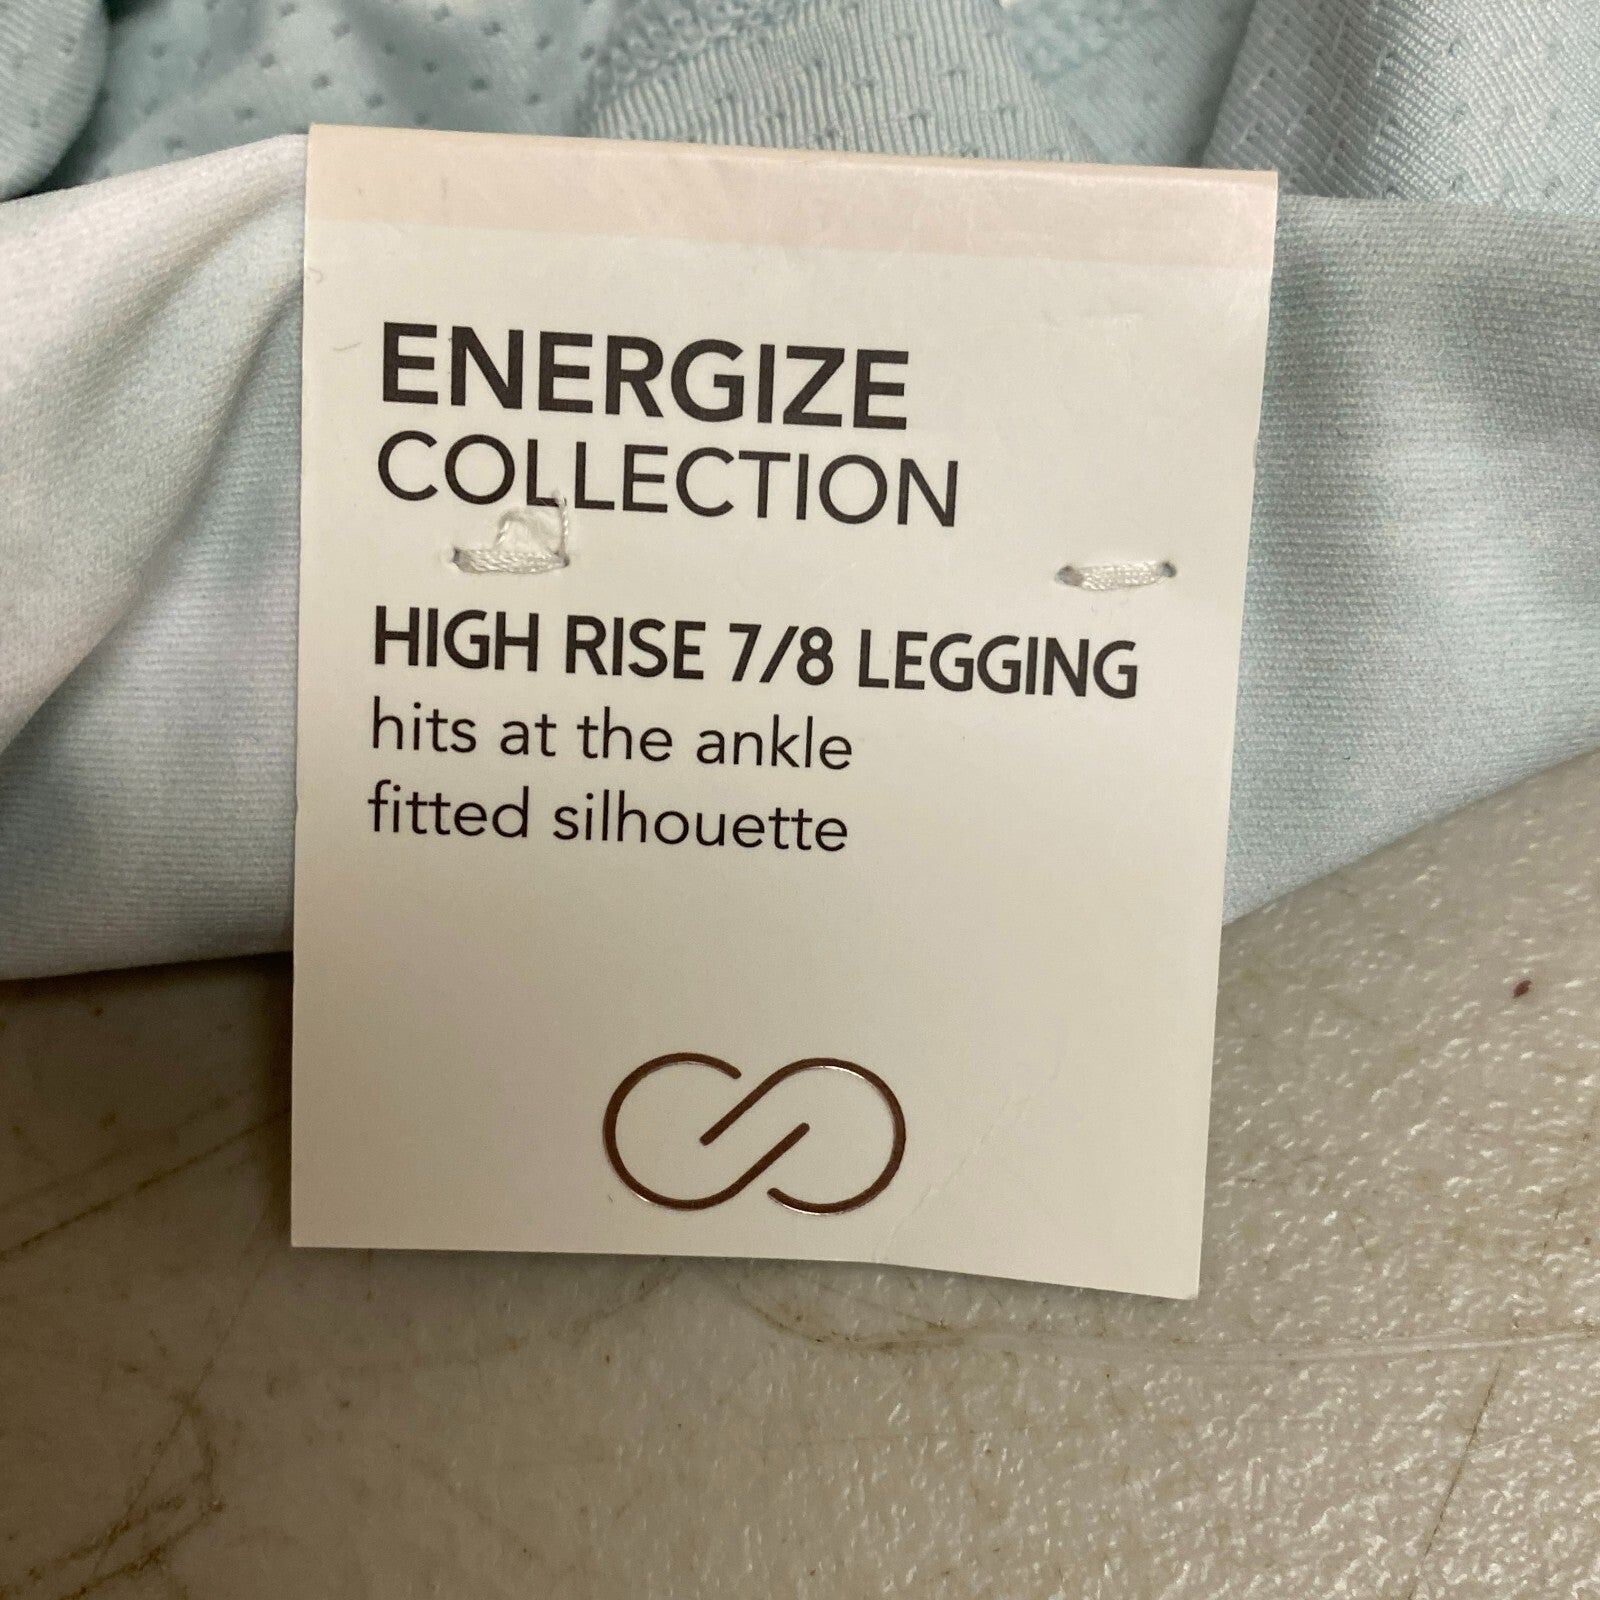 ENERGIZE
COLLECTION
HIGH RISE 7/8 LEGGING
hits at the ankle
fitted silhouette